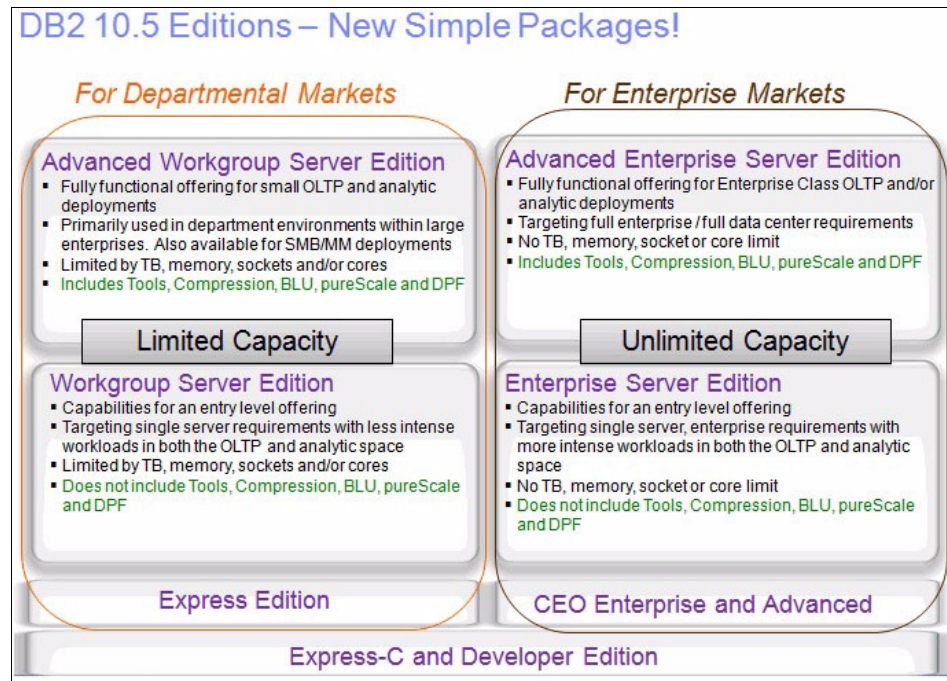 DB2 10.5 Editions – New Simple Packages!
For Departmental Markets
Advanced Workgroup Server Edition
▪ Fully functional offering for small OLTP and analytic
deployments
▪ Primarily used in department environments within large
enterprises. Also available for SMB/MM deployments
▪ Limited by TB, memory, sockets and/or cores
▪ Includes Tools, Compression, BLU, pureScale and DPF
Limited Capacity
Workgroup Server Edition
▪ Capabilities for an entry level offering
▪ Targeting single server requirements with less intense
workloads in both the OLTP and analytic space
▪ Limited by TB, memory, sockets and/or cores
▪ Does not include Tools, Compression, BLU, pureScale
and DPF
Express Edition
For Enterprise Markets
Advanced Enterprise Server Edition
▪ Fully functional offering for Enterprise Class OLTP and/or
analytic deployments
▪ Targeting full enterprise / full data center requirements
▪ No TB, memory, socket or core limit
▪ Includes Tools, Compression, BLU, pureScale and DPF
Unlimited Capacity
Enterprise Server Edition
▪ Capabilities for an entry level offering
▪ Targeting single server, enterprise requirements with
more intense workloads in both the OLTP and analytic
space
▪ No TB, memory, socket or core limit
▪ Does not include Tools, Compression, BLU, pureScale
and DPF
CEO Enterprise and Advanced
Express-C and Developer Edition